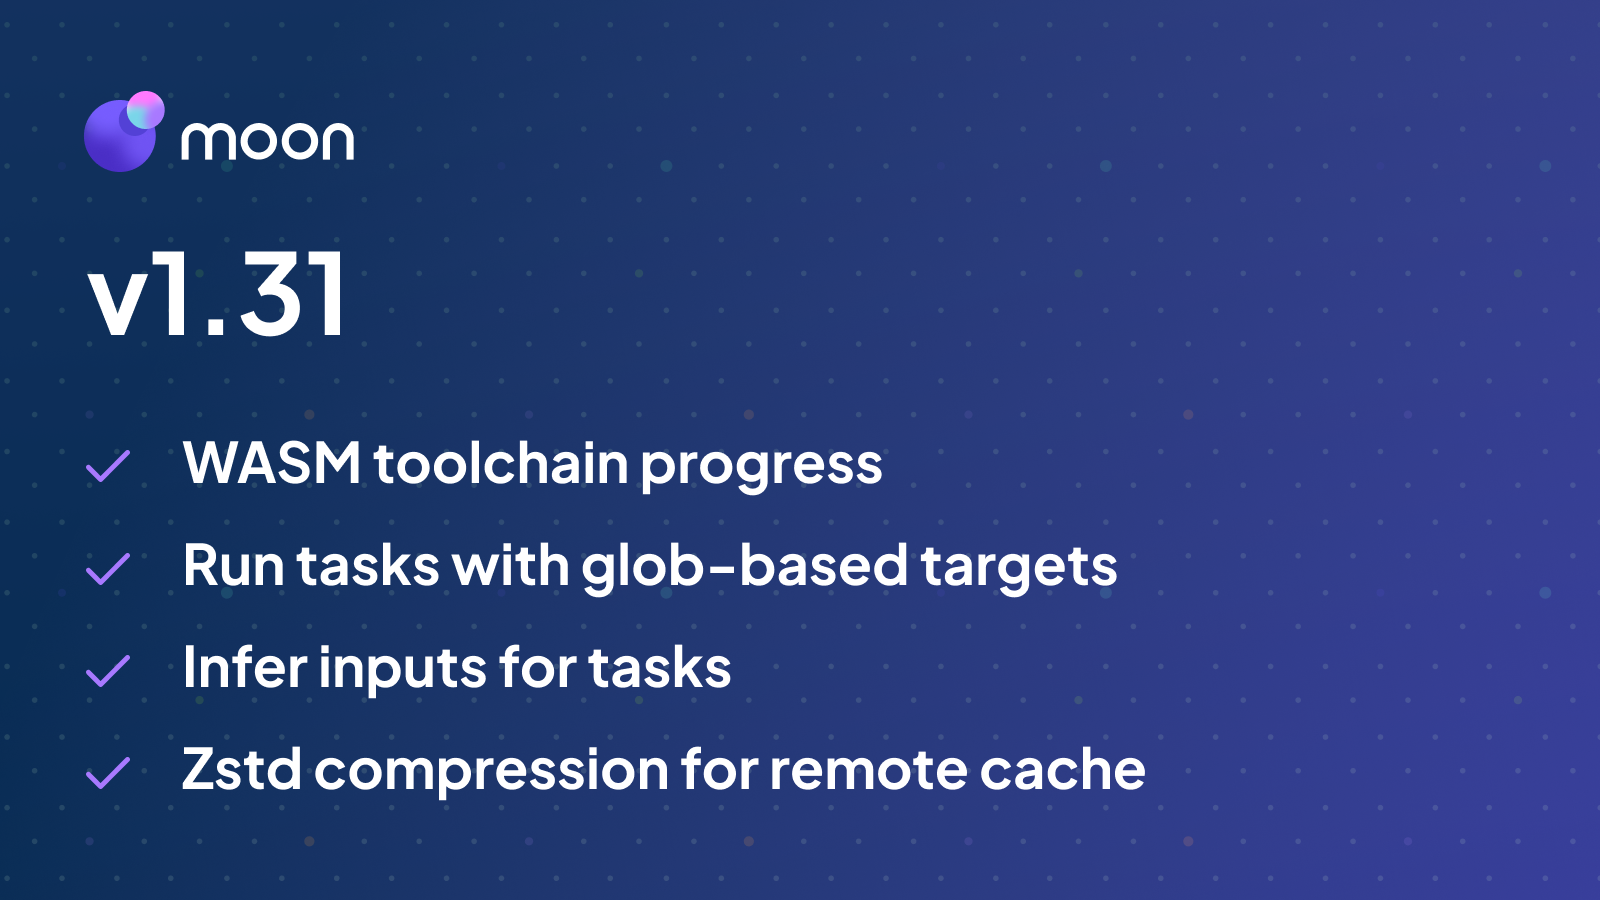 moon
v1.31
WASM toolchain progress
Run tasks with glob-based targets
Infer inputs for tasks
Zstd compression for remote cache